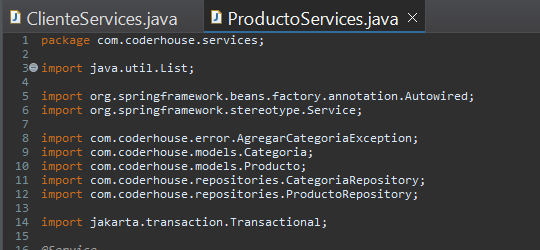 ClienteServices.java
ProductoServices.java
1 package com.coderhouse.services;
2
3 import java.util.List;
4
5 import org.springframework.beans.factory.annotation.Autowired;
6 import org.springframework.stereotype.Service;
7
8 import com.coderhouse.error.AgregarCategoriaException;
9 import com.coderhouse.models.Categoria;
10 import com.coderhouse.models.Producto;
11 import com.coderhouse.repositories.CategoriaRepository;
12 import com.coderhouse.repositories.ProductoRepository;
13
14 import jakarta.transaction.Transactional;
15
16 @Service